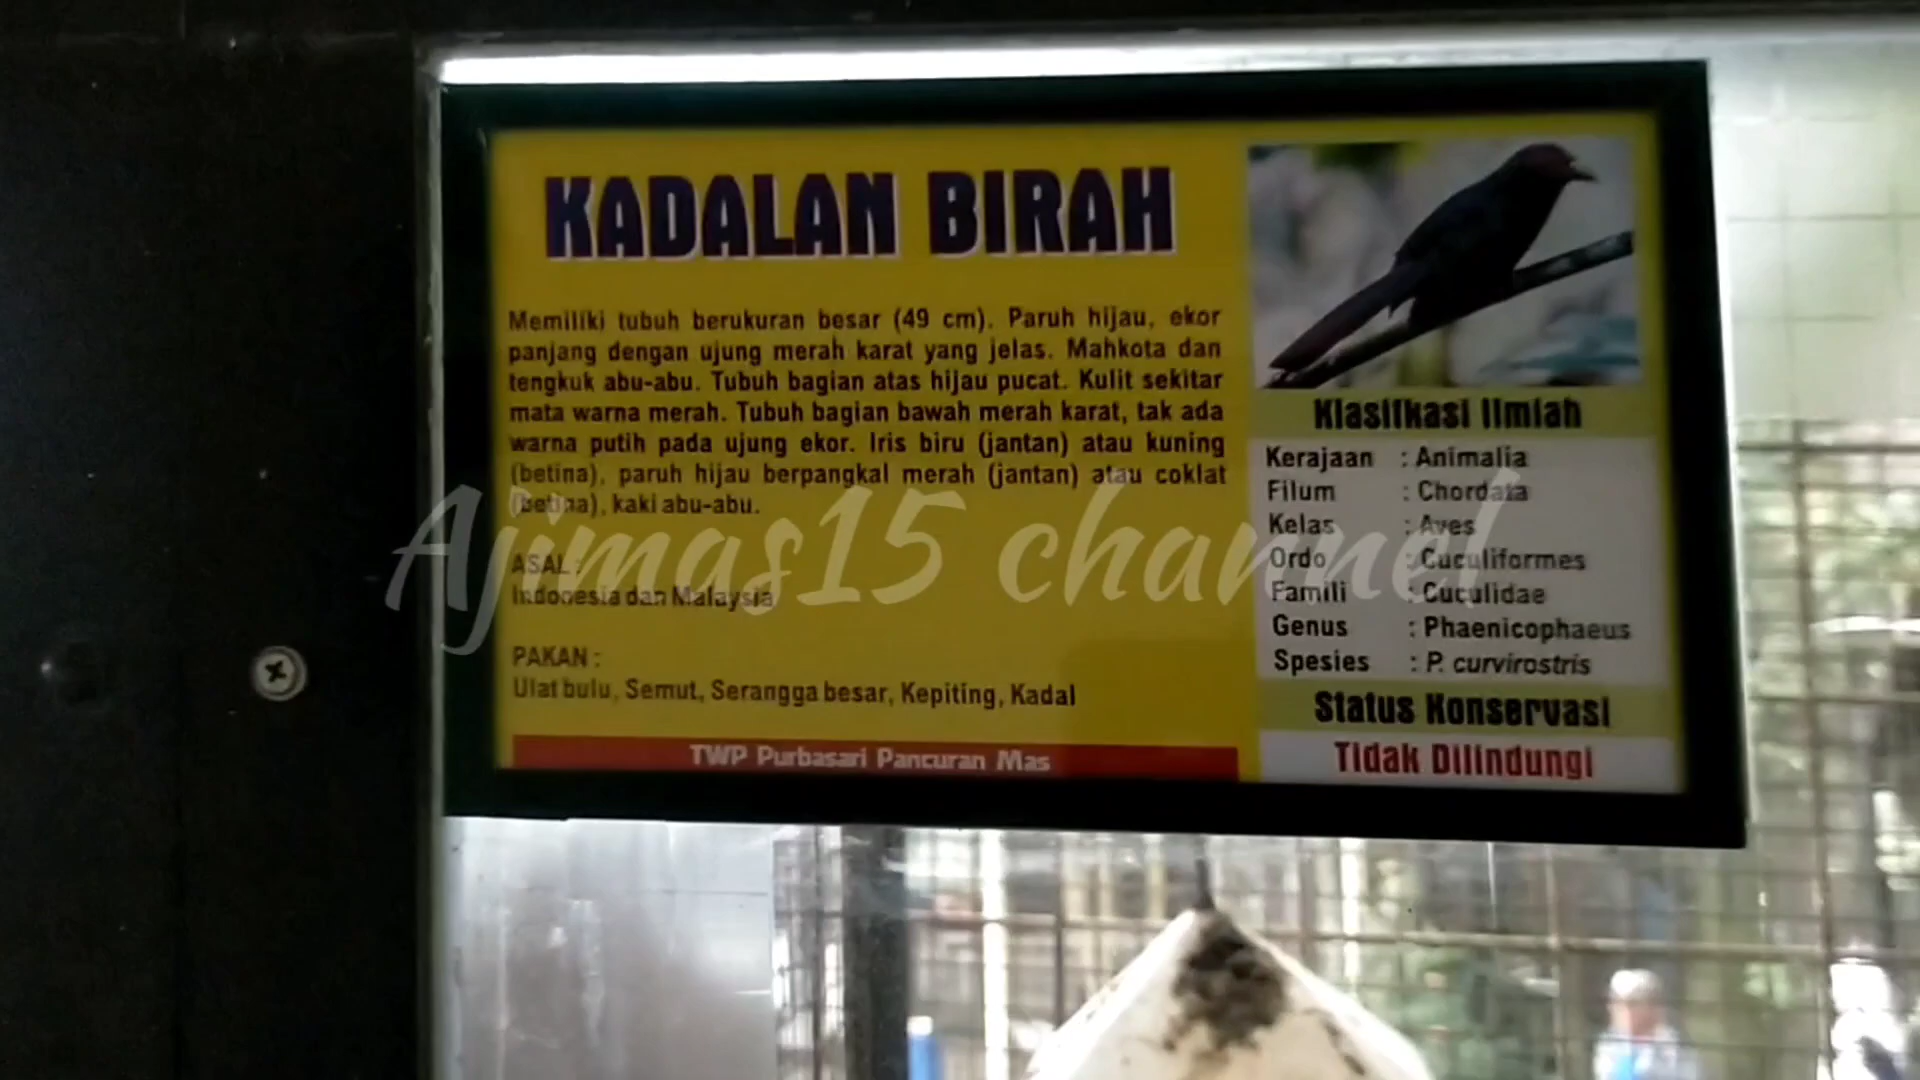 KADALAN BIRAH
Memiliki tubuh berukuran besar (49 cm). Paruh hijau, ekor
panjang dengan ujung merah karat yang jelas. Mahkota dan
tengkuk abu-abu. Tubuh bagian atas hijau pucat. Kulit sekitar
mata warna merah. Tubuh bagian bawah merah karat, tak ada
warna putih pada ujung ekor. Iris biru (jantan) atau kuning
(betina), paruh hijau berpangkal merah (jantan) atau coklat
(betina), kaki abu-abu.
ASAL :
Indonesia dan Malaysia
PAKAN :
Ulat bulu, Semut, Serangga besar, Kepiting, Kadal
TWP Purbasari Pancuran Mas
Klasifkasi Ilmiah
Kerajaan : Animalia
Filum : Chordata
Kelas : Aves
Ordo : Cuculiformes
Famili : Cuculidae
Genus : Phaenicophaeus
Spesies : P. curvirostris
Status Konservasi
Tidak Dilindungi
Ajimas15 channel